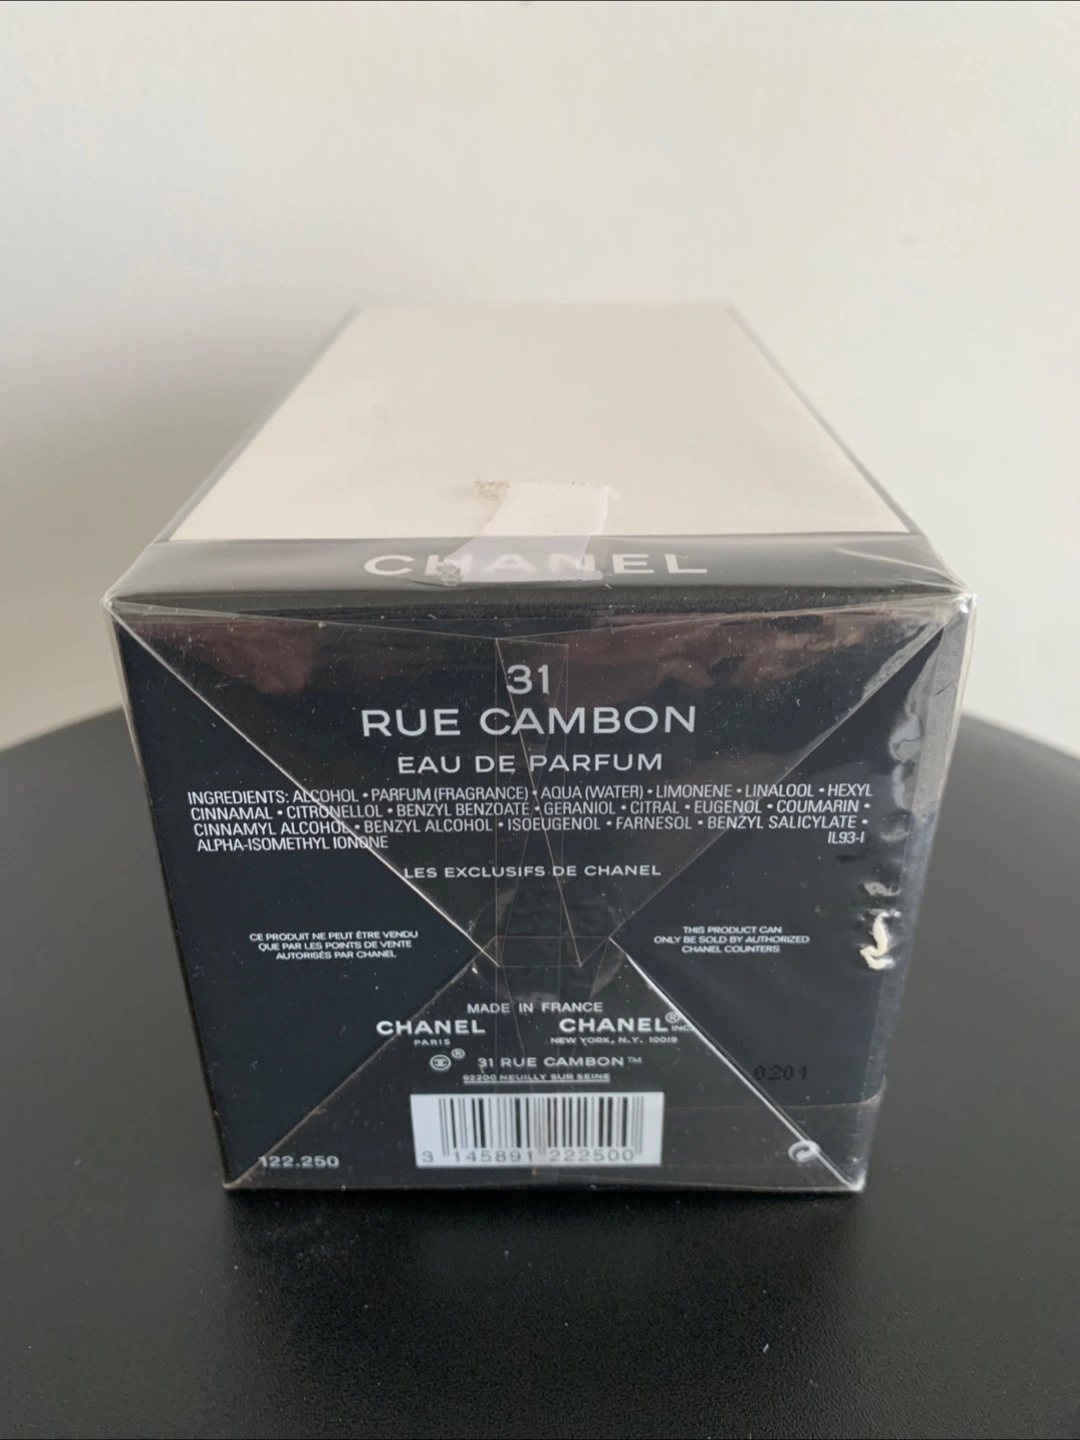 CHANEL
31
RUE CAMBON
EAU DE PARFUM
INGREDIENTS: ALCOHOL • PARFUM (FRAGRANCE) • AQUA (WATER) • LIMONENE • LINALOOL • HEXYL
CINNAMAL • CITRONELLOL • BENZYL BENZOATE • GERANIOL • CITRAL • EUGENOL • COUMARIN •
CINNAMYL ALCOHOL • BENZYL ALCOHOL • ISOEUGENOL • FARNESOL • BENZYL SALICYLATE •
ALPHA-ISOMETHYL IONONE IL93-I
LES EXCLUSIFS DE CHANEL
CE PRODUIT NE PEUT ÊTRE VENDU
QUE PAR LES POINTS DE VENTE
AUTORISÉS PAR CHANEL
THIS PRODUCT CAN
ONLY BE SOLD BY AUTHORIZED
CHANEL COUNTERS
MADE IN FRANCE
CHANEL CHANEL® INC.
PARIS NEW YORK, N.Y. 10019
® 31 RUE CAMBON™
92200 NEUILLY SUR SEINE
0201
3 145891 222500
122.250